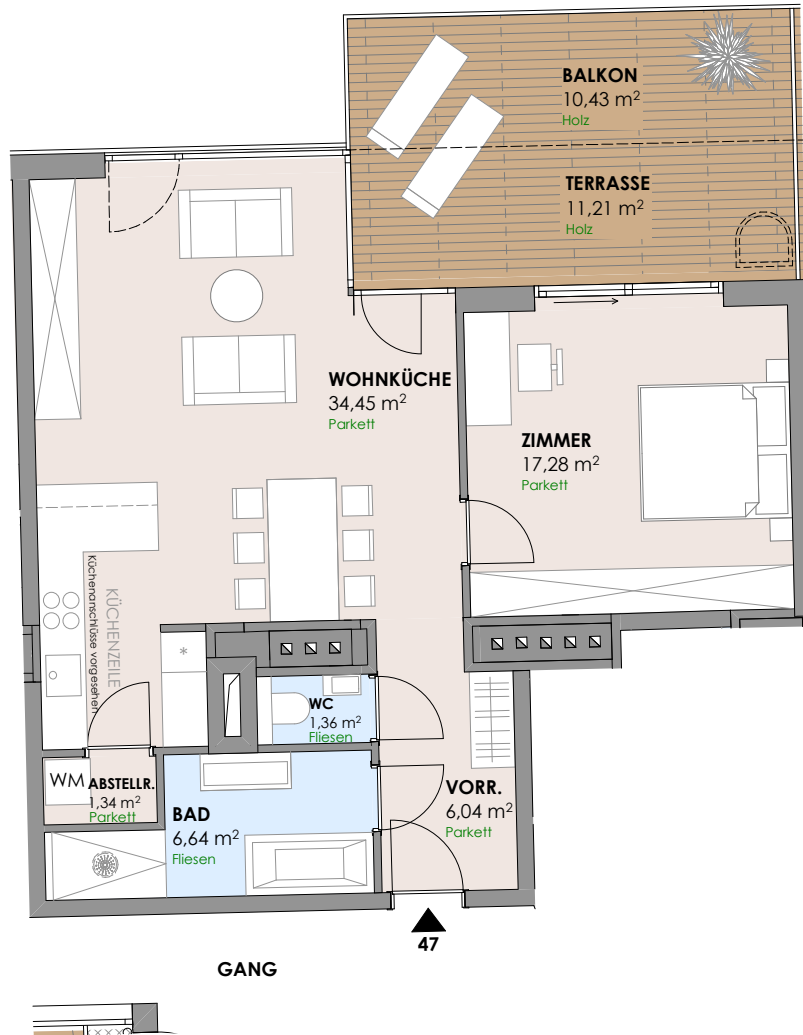 BALKON
10,43 m²
Holz
TERRASSE
11,21 m²
Holz
WOHNKÜCHE
34,45 m²
Parkett
ZIMMER
17,28 m²
Parkett
KÜCHENZEILE
Küchenanschlüsse vorgesehen
*
WC
1,36 m²
Fliesen
WM
ABSTELLR.
1,34 m²
Parkett
BAD
6,64 m²
Fliesen
VORR.
6,04 m²
Parkett
47
GANG